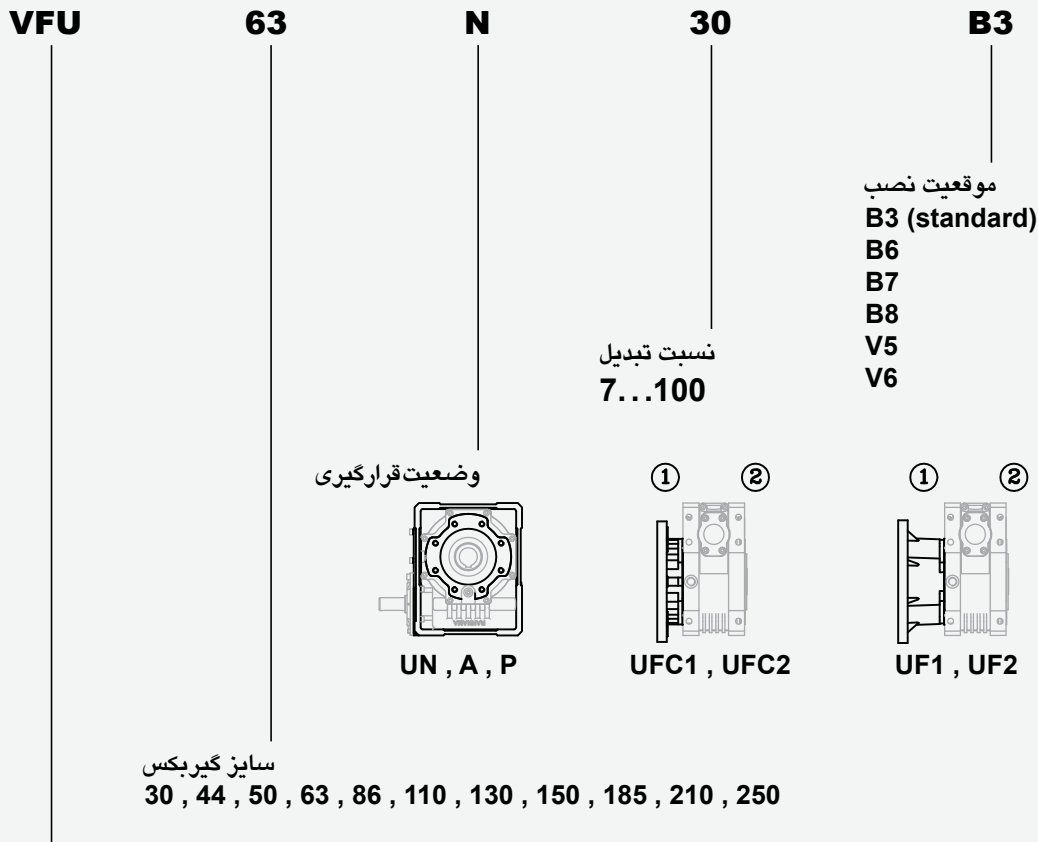 VFU 63 N 30 B3
موقعیت نصب
B3 (standard)
B6
B7
B8
V5
V6
نسبت تبدیل
7...100
وضعیت قرارگیری
① ② ① ②
UN , A , P UFC1 , UFC2 UF1 , UF2
سایز گیربکس
30 , 44 , 50 , 63 , 86 , 110 , 130 , 150 , 185 , 210 , 250